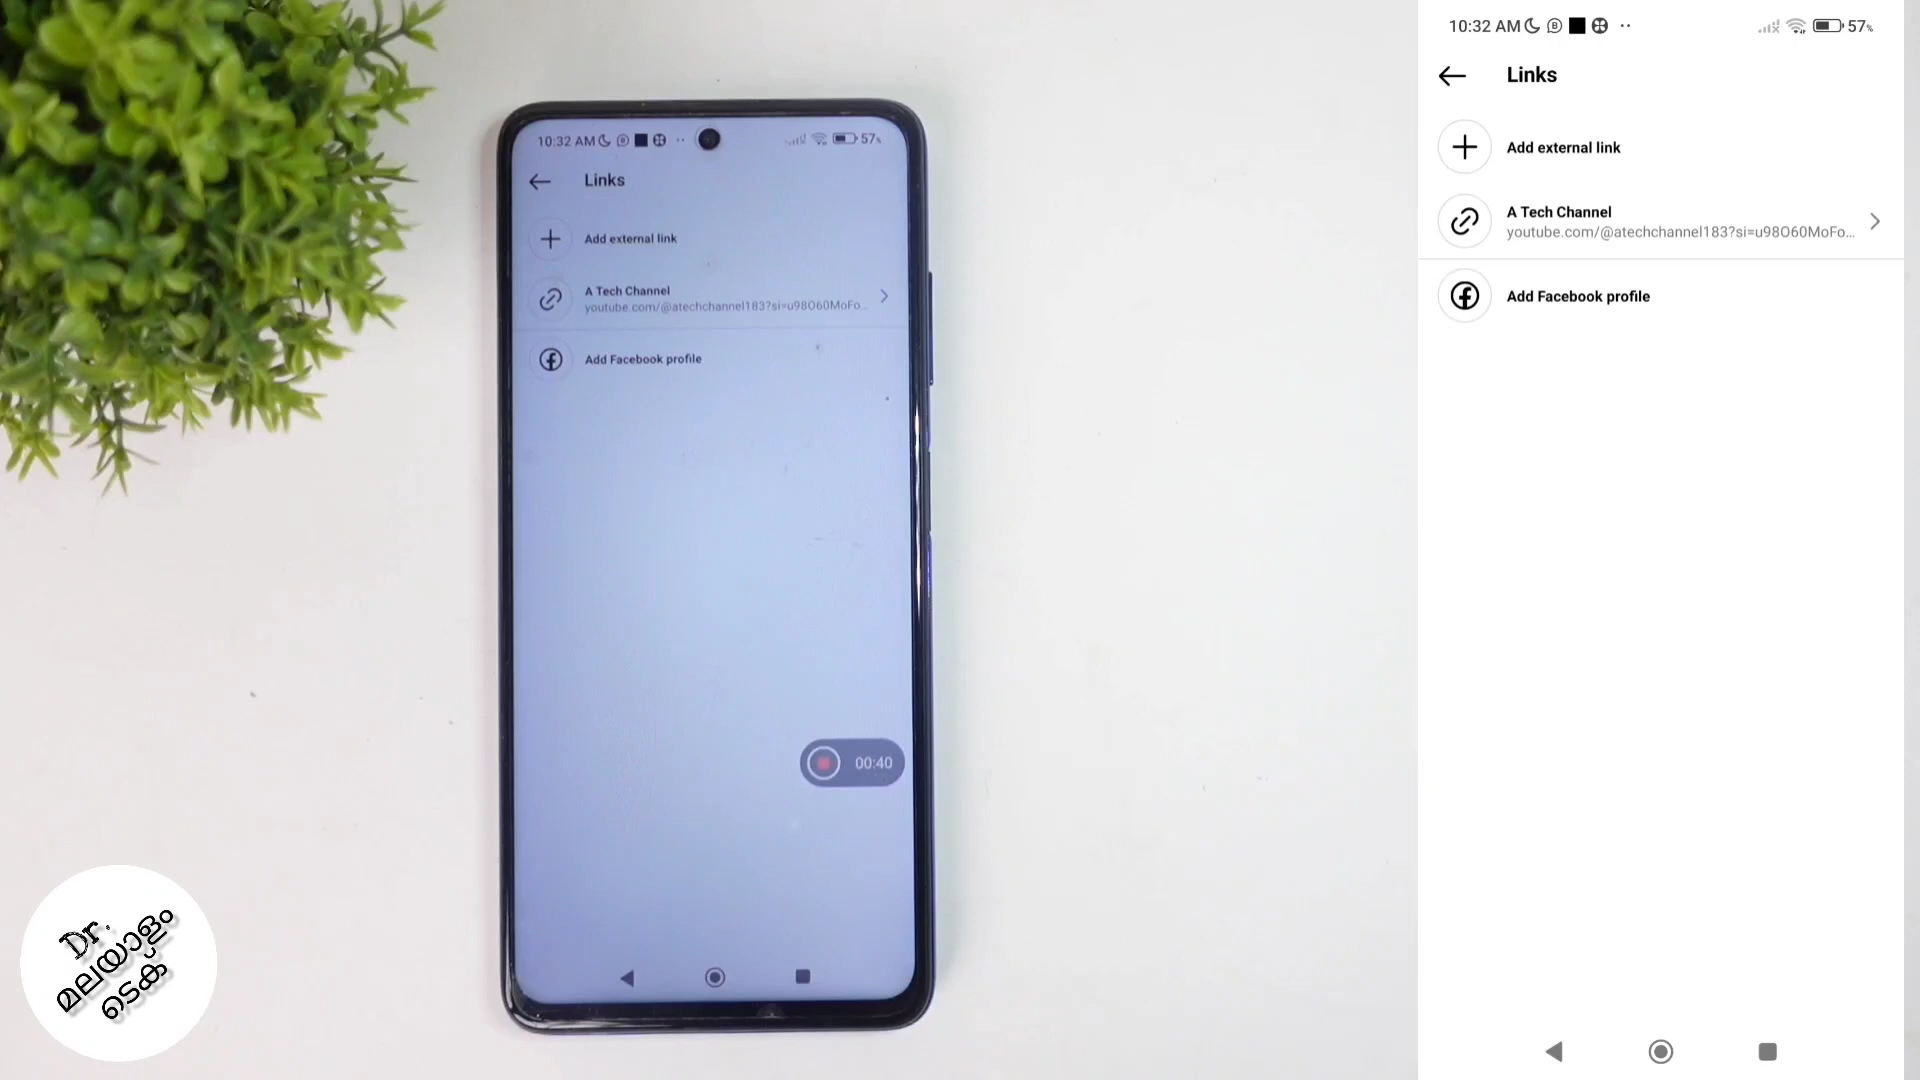 10:32 AM
57%
Links
Add external link
A Tech Channel
youtube.com/@atechchannel183?si=u98O60MoFo...
Add Facebook profile
00:40
10:32 AM
57%
Links
Add external link
A Tech Channel
youtube.com/@atechchannel183?si=u98O60MoFo...
Add Facebook profile
Dr.
മലയാളം
ടെക്